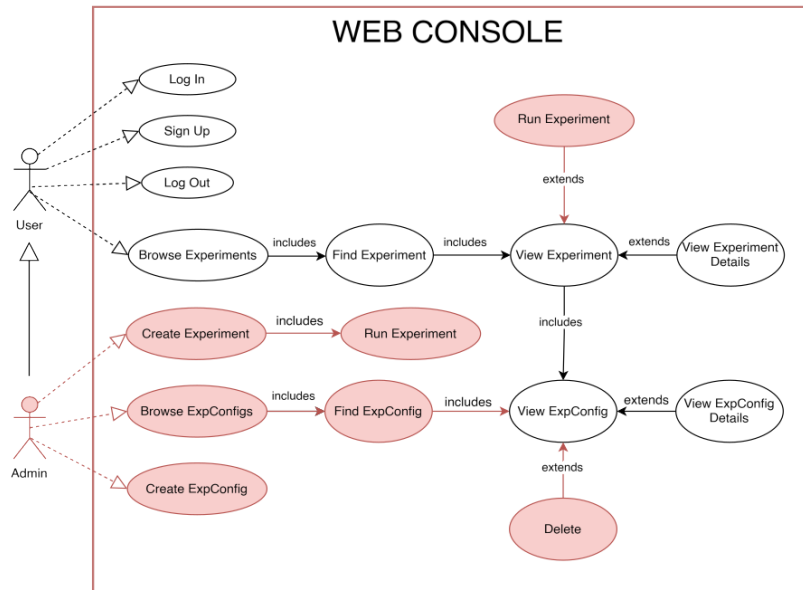 WEB CONSOLE
Log In
Sign Up
Log Out
User
Run Experiment
extends
Browse Experiments
includes
Find Experiment
includes
View Experiment
extends
View Experiment
Details
includes
Create Experiment
includes
Run Experiment
Admin
Browse ExpConfigs
includes
Find ExpConfig
includes
View ExpConfig
extends
View ExpConfig
Details
extends
Create ExpConfig
Delete